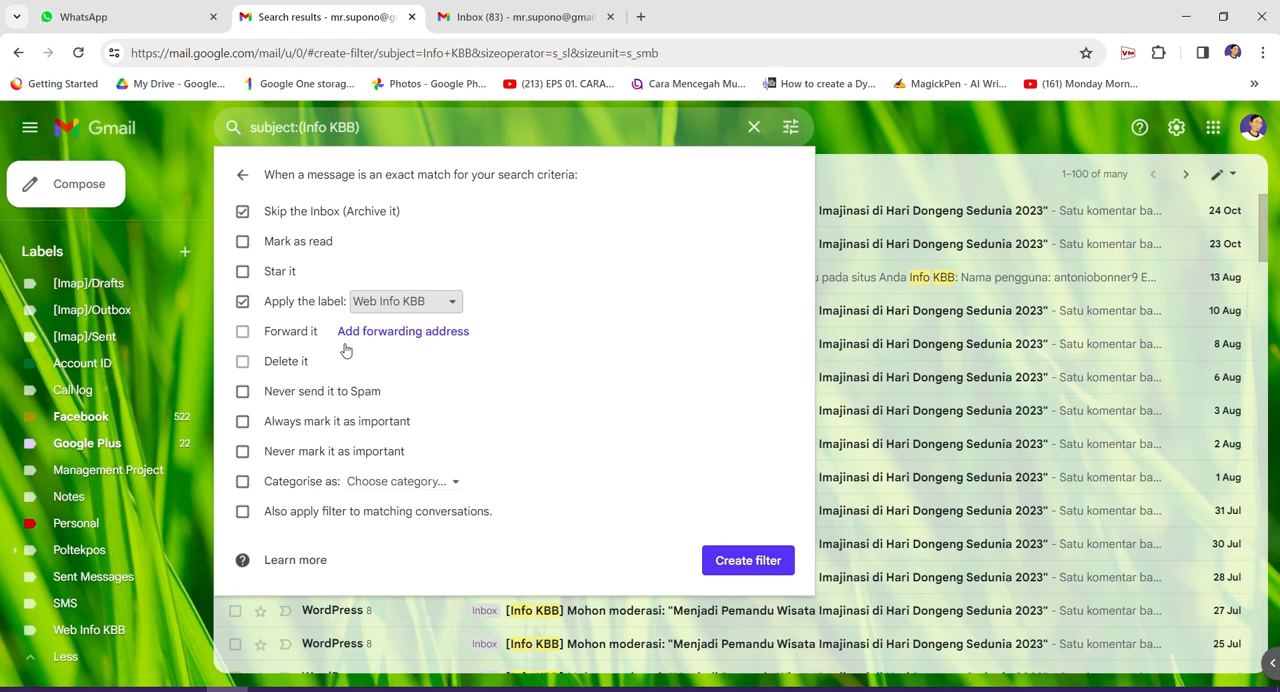 WhatsApp
Search results - mr.supono@g
Inbox (83) - mr.supono@gmail
https://mail.google.com/mail/u/0/#create-filter/subject=Info+KBB&sizeoperator=s_sl&sizeunit=s_smb
Getting Started
My Drive - Google...
Google One storag...
Photos - Google Ph...
(213) EPS 01. CARA...
Cara Mencegah Mu...
How to create a Dy...
MagickPen - AI Wri...
(161) Monday Morn...
Gmail
subject:(Info KBB)
Compose
Labels
[Imap]/Drafts
[Imap]/Outbox
[Imap]/Sent
Account ID
Call log
Facebook 522
Google Plus 22
Management Project
Notes
Personal
Poltekpos
Sent Messages
SMS
Web Info KBB
Less
When a message is an exact match for your search criteria:
Skip the Inbox (Archive it)
Mark as read
Star it
Apply the label: Web Info KBB
Forward it Add forwarding address
Delete it
Never send it to Spam
Always mark it as important
Never mark it as important
Categorise as: Choose category...
Also apply filter to matching conversations.
Learn more
Create filter
1–100 of many
Imajinasi di Hari Dongeng Sedunia 2023" - Satu komentar ba... 24 Oct
Imajinasi di Hari Dongeng Sedunia 2023" - Satu komentar ba... 23 Oct
pada situs Anda Info KBB: Nama pengguna: antoniobonner9 E... 13 Aug
Imajinasi di Hari Dongeng Sedunia 2023" - Satu komentar ba... 10 Aug
Imajinasi di Hari Dongeng Sedunia 2023" - Satu komentar ba... 8 Aug
Imajinasi di Hari Dongeng Sedunia 2023" - Satu komentar ba... 6 Aug
Imajinasi di Hari Dongeng Sedunia 2023" - Satu komentar ba... 3 Aug
Imajinasi di Hari Dongeng Sedunia 2023" - Satu komentar ba... 2 Aug
Imajinasi di Hari Dongeng Sedunia 2023" - Satu komentar ba... 1 Aug
Imajinasi di Hari Dongeng Sedunia 2023" - Satu komentar ba... 31 Jul
Imajinasi di Hari Dongeng Sedunia 2023" - Satu komentar ba... 30 Jul
Imajinasi di Hari Dongeng Sedunia 2023" - Satu komentar ba... 28 Jul
WordPress 8 Inbox [Info KBB] Mohon moderasi: "Menjadi Pemandu Wisata Imajinasi di Hari Dongeng Sedunia 2023" - Satu komentar ba... 27 Jul
WordPress 8 Inbox [Info KBB] Mohon moderasi: "Menjadi Pemandu Wisata Imajinasi di Hari Dongeng Sedunia 2023" - Satu komentar ba... 25 Jul